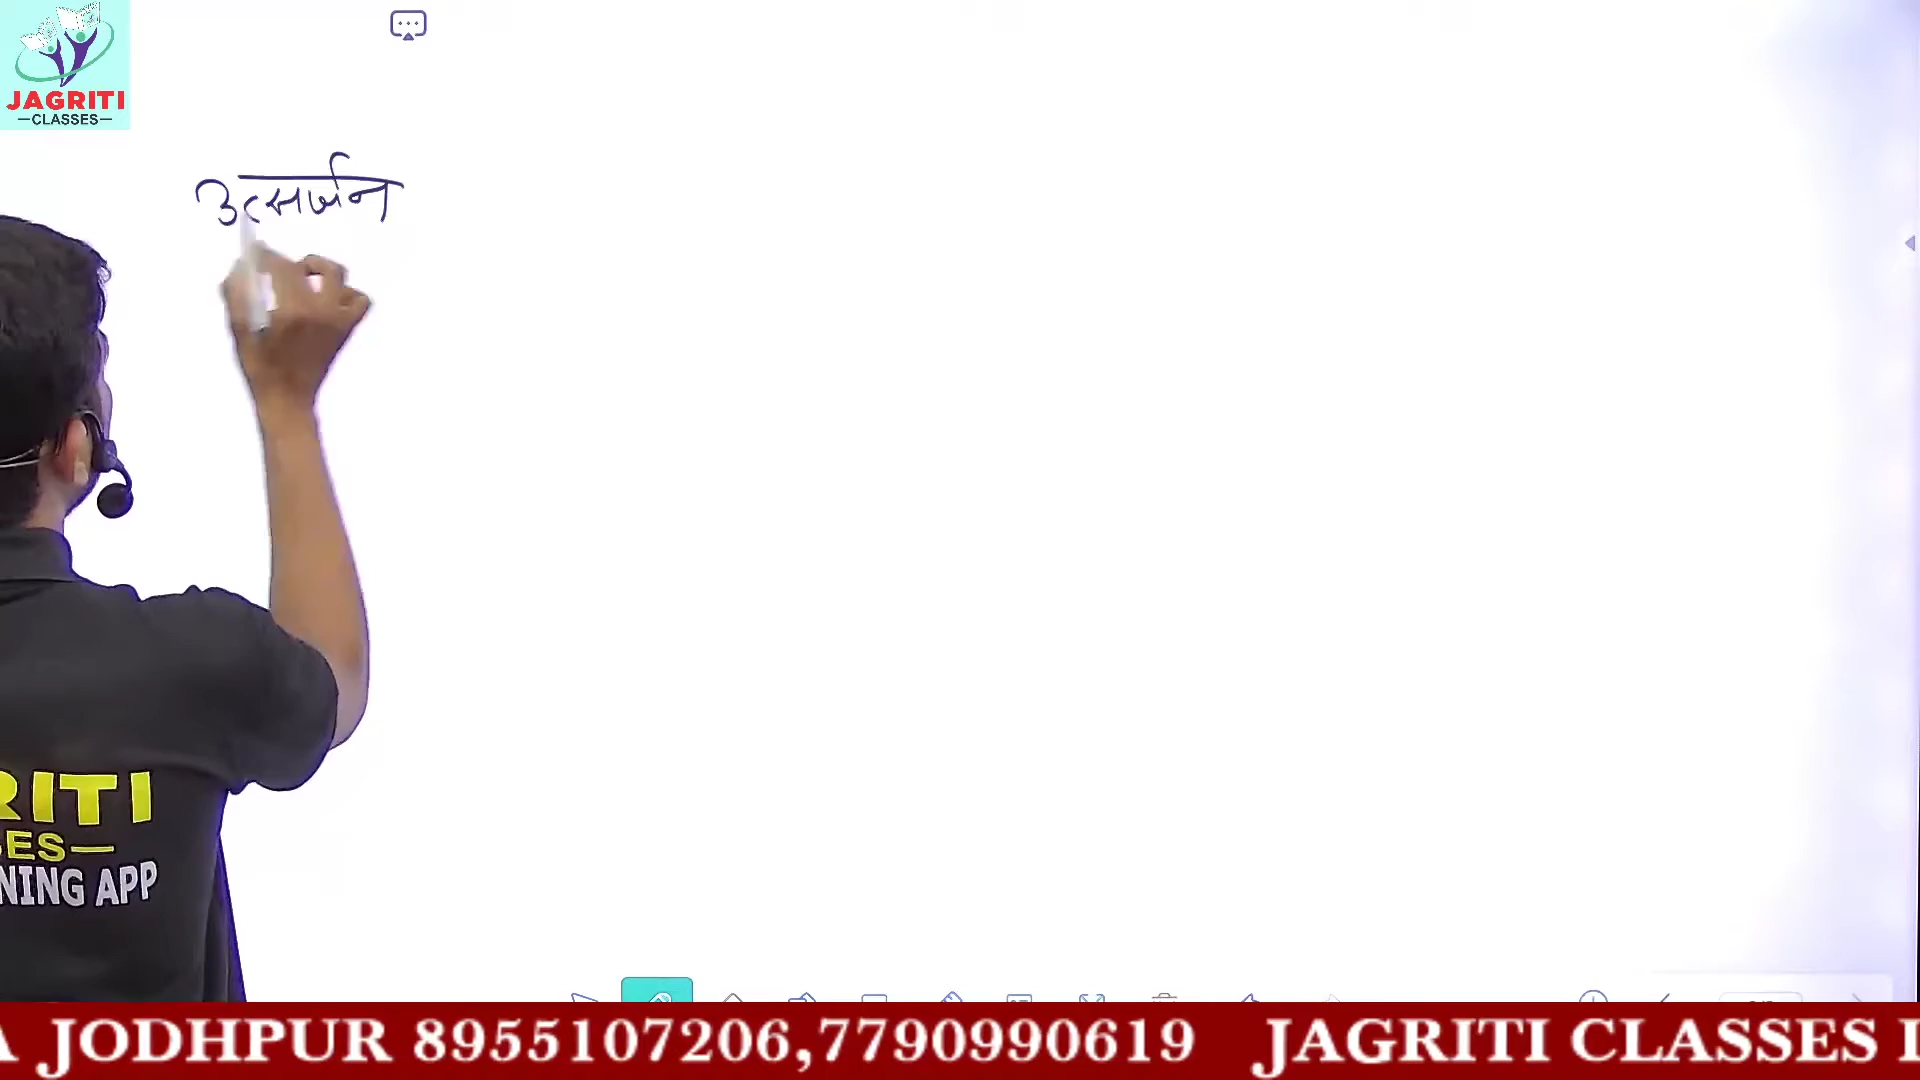 JAGRITI
—CLASSES—
उत्सर्जन
RITI
ES—
NING APP
A JODHPUR 8955107206,7790990619 JAGRITI CLASSES